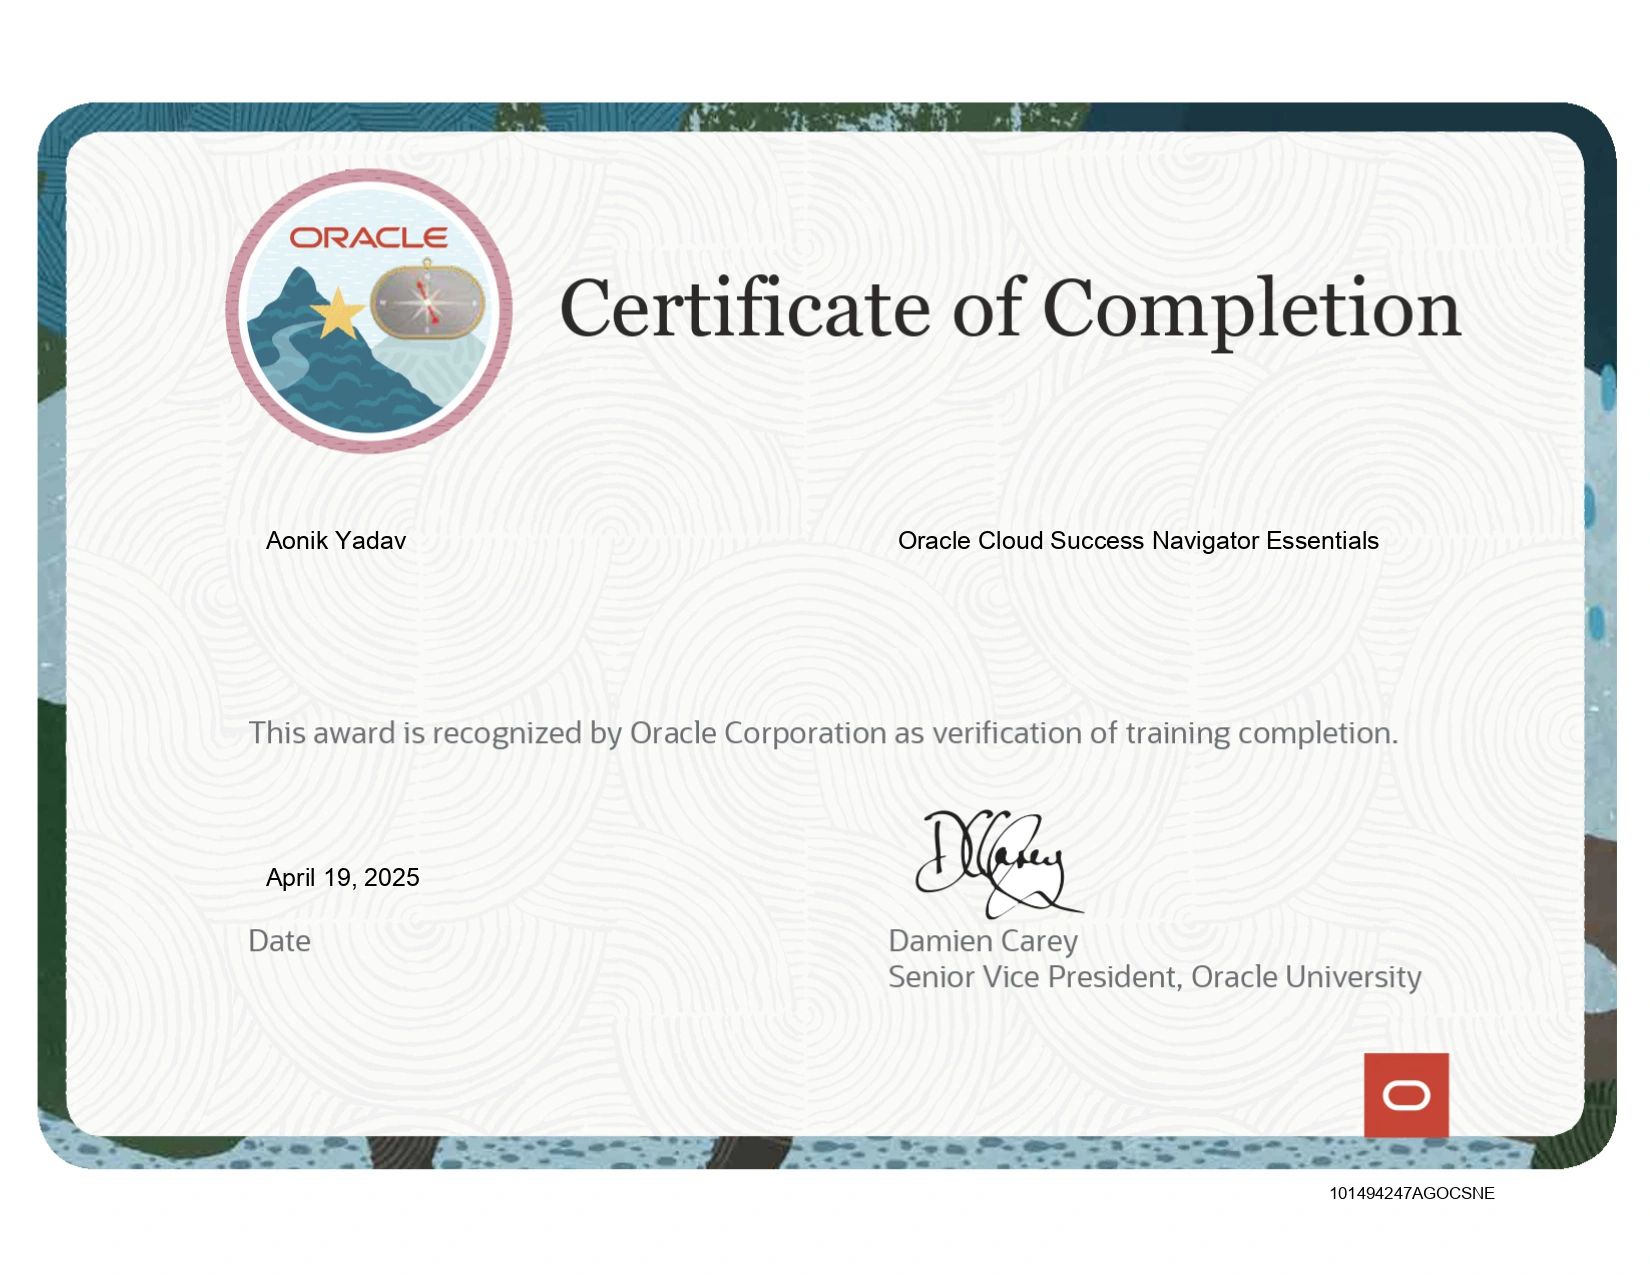 ORACLE
Certificate of Completion
Aonik Yadav
Oracle Cloud Success Navigator Essentials
This award is recognized by Oracle Corporation as verification of training completion.
April 19, 2025
Date
DCarey
Damien Carey
Senior Vice President, Oracle University
101494247AGOCSNE